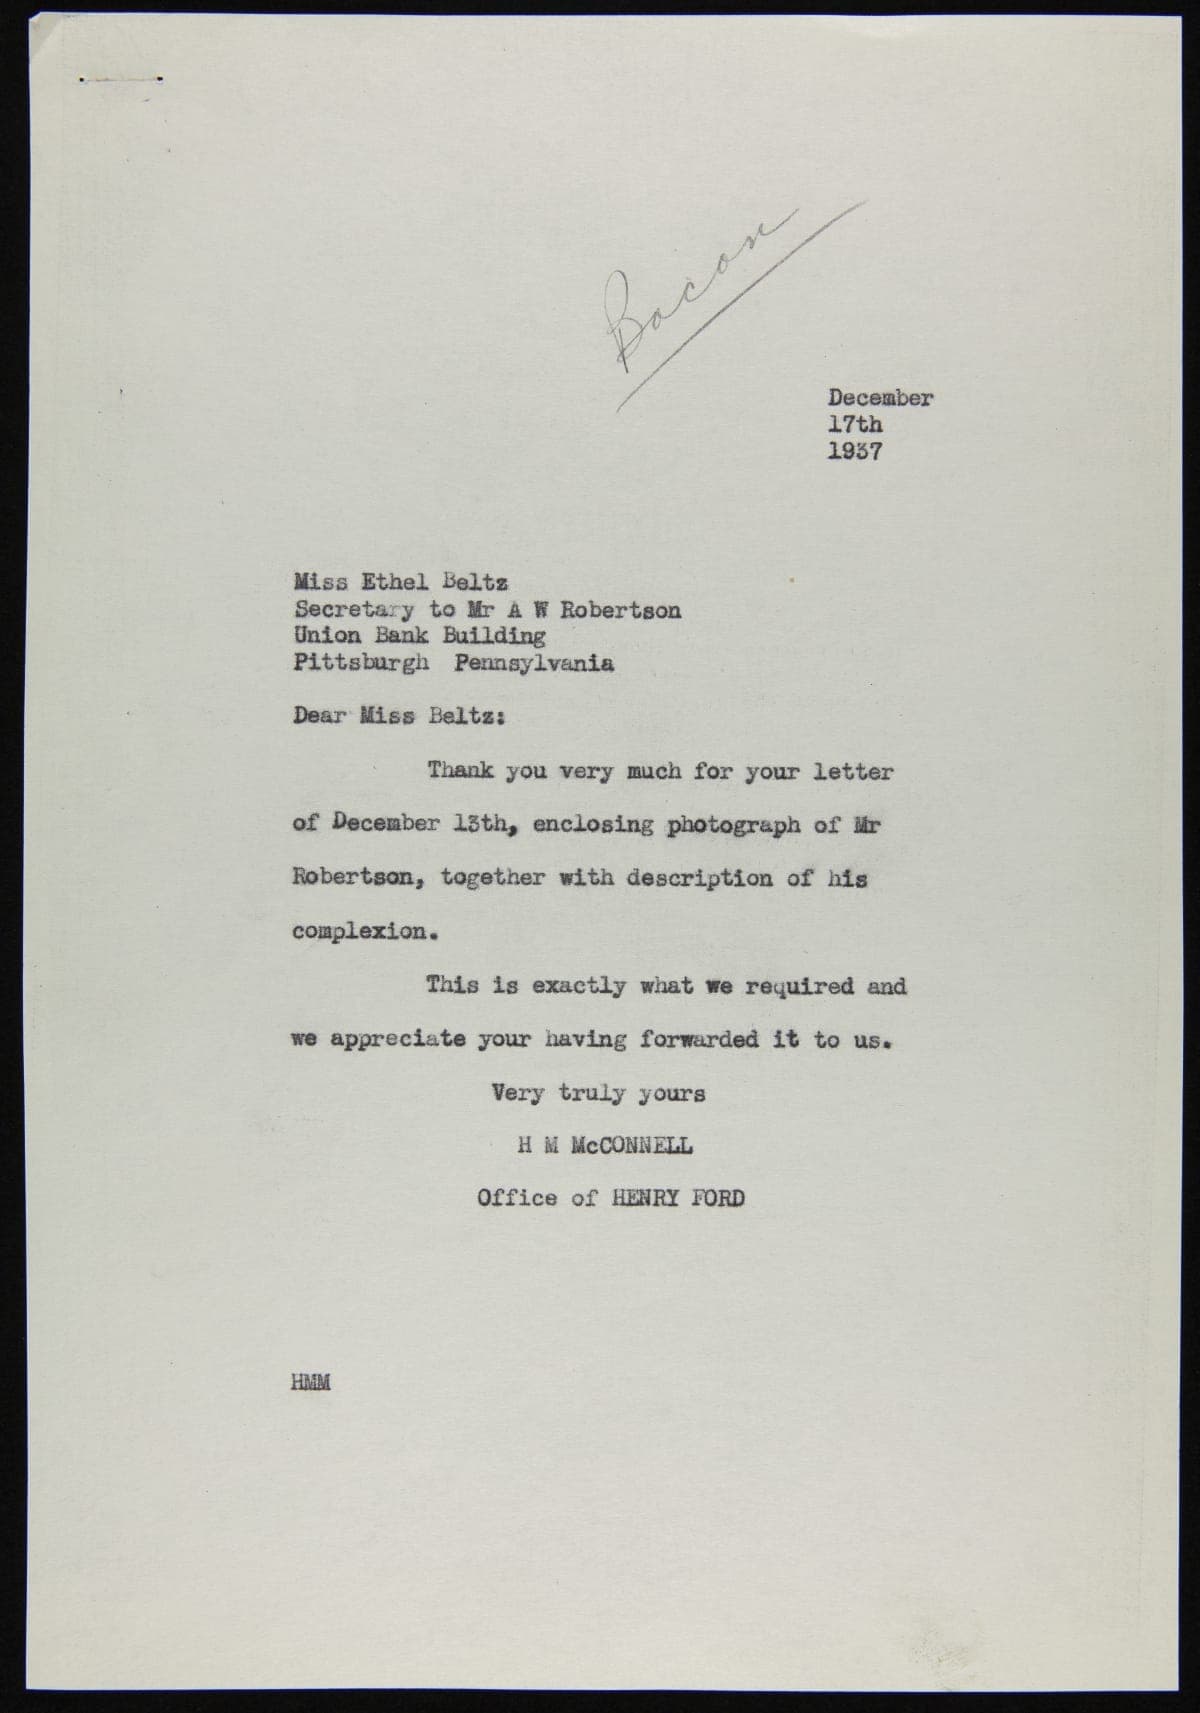 Bacon
December
17th
1937
Miss Ethel Beltz
Secretary to Mr A W Robertson
Union Bank Building
Pittsburgh Pennsylvania
Dear Miss Beltz:
Thank you very much for your letter
of December 13th, enclosing photograph of Mr
Robertson, together with description of his
complexion.
This is exactly what we required and
we appreciate your having forwarded it to us.
Very truly yours
H M McCONNELL
Office of HENRY FORD
HMM